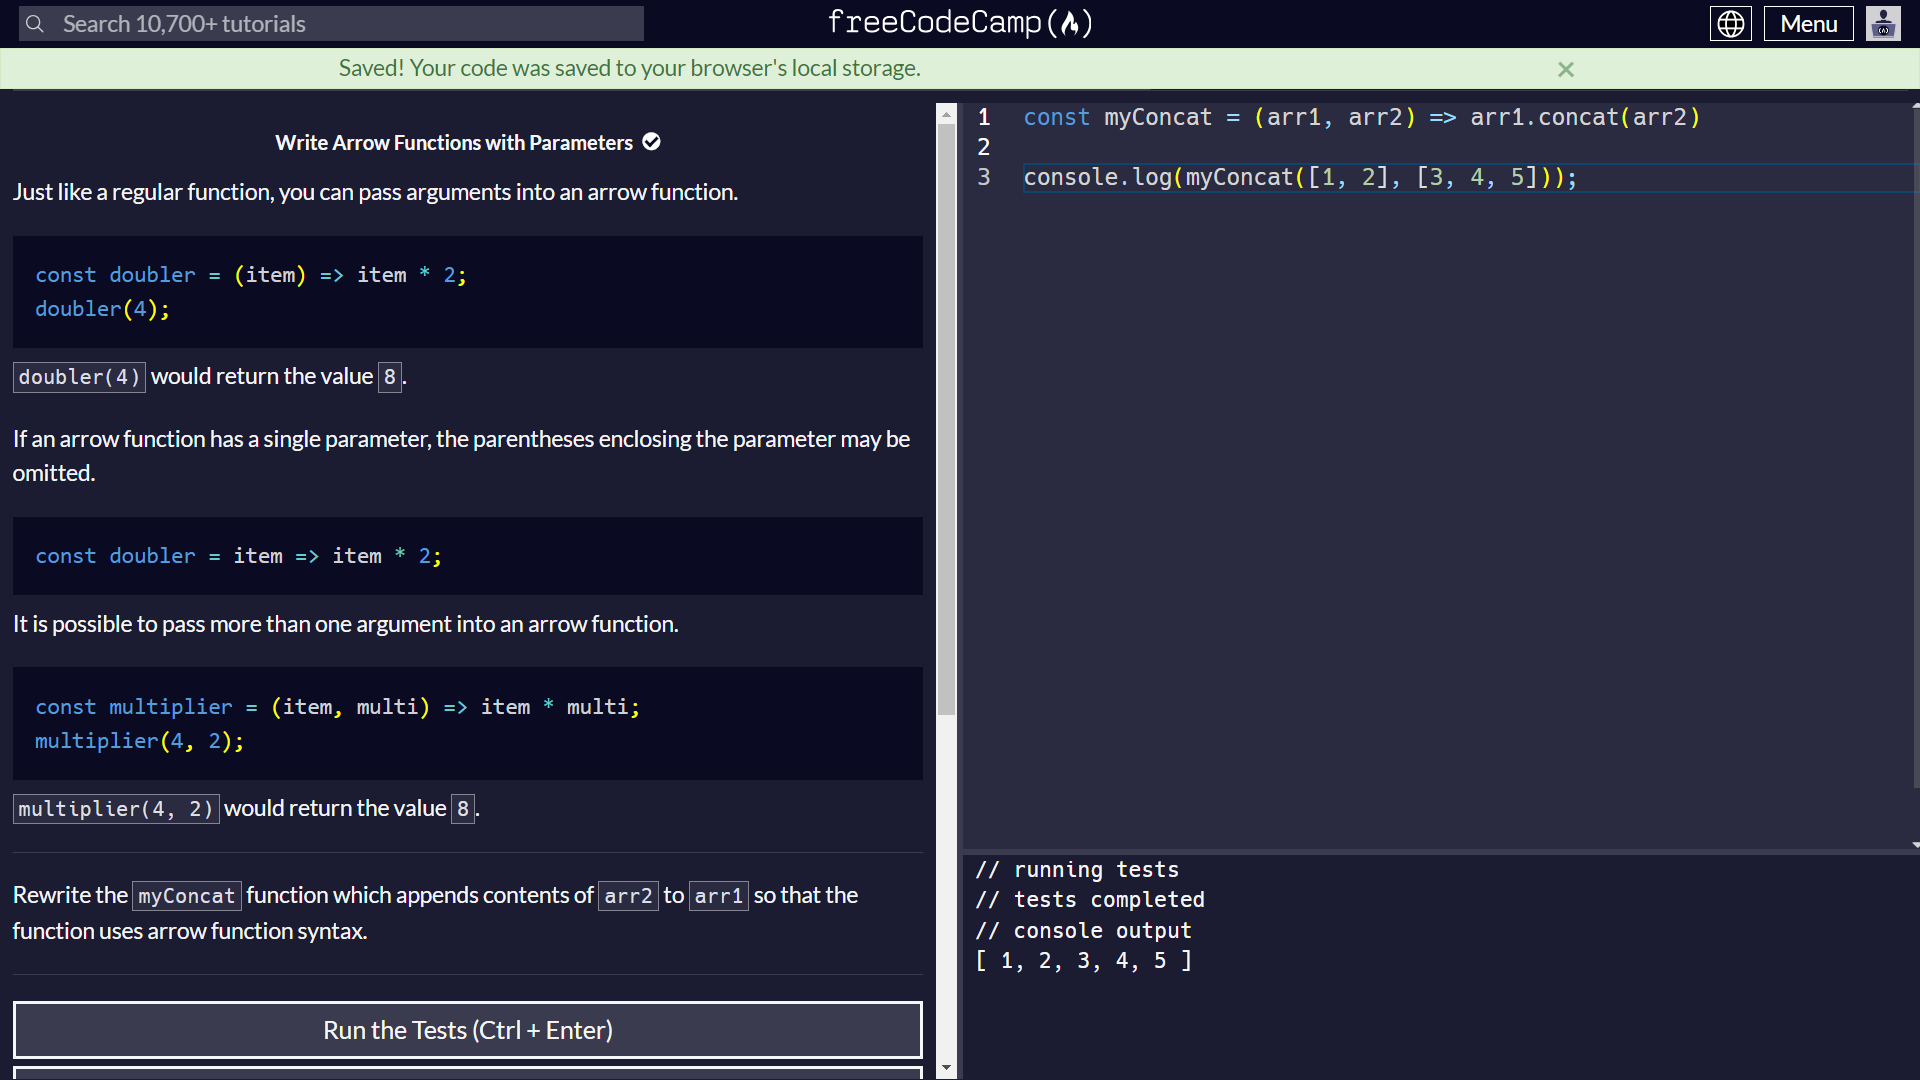 Search 10,700+ tutorials
freeCodeCamp
Menu
Saved! Your code was saved to your browser's local storage.
Write Arrow Functions with Parameters
Just like a regular function, you can pass arguments into an arrow function.
const doubler = (item) => item * 2;
doubler(4);
doubler(4) would return the value 8.
If an arrow function has a single parameter, the parentheses enclosing the parameter may be
omitted.
const doubler = item => item * 2;
It is possible to pass more than one argument into an arrow function.
const multiplier = (item, multi) => item * multi;
multiplier(4, 2);
multiplier(4, 2) would return the value 8.
Rewrite the myConcat function which appends contents of arr2 to arr1 so that the
function uses arrow function syntax.
Run the Tests (Ctrl + Enter)
1 const myConcat = (arr1, arr2) => arr1.concat(arr2)
2
3 console.log(myConcat([1, 2], [3, 4, 5]));
// running tests
// tests completed
// console output
[ 1, 2, 3, 4, 5 ]